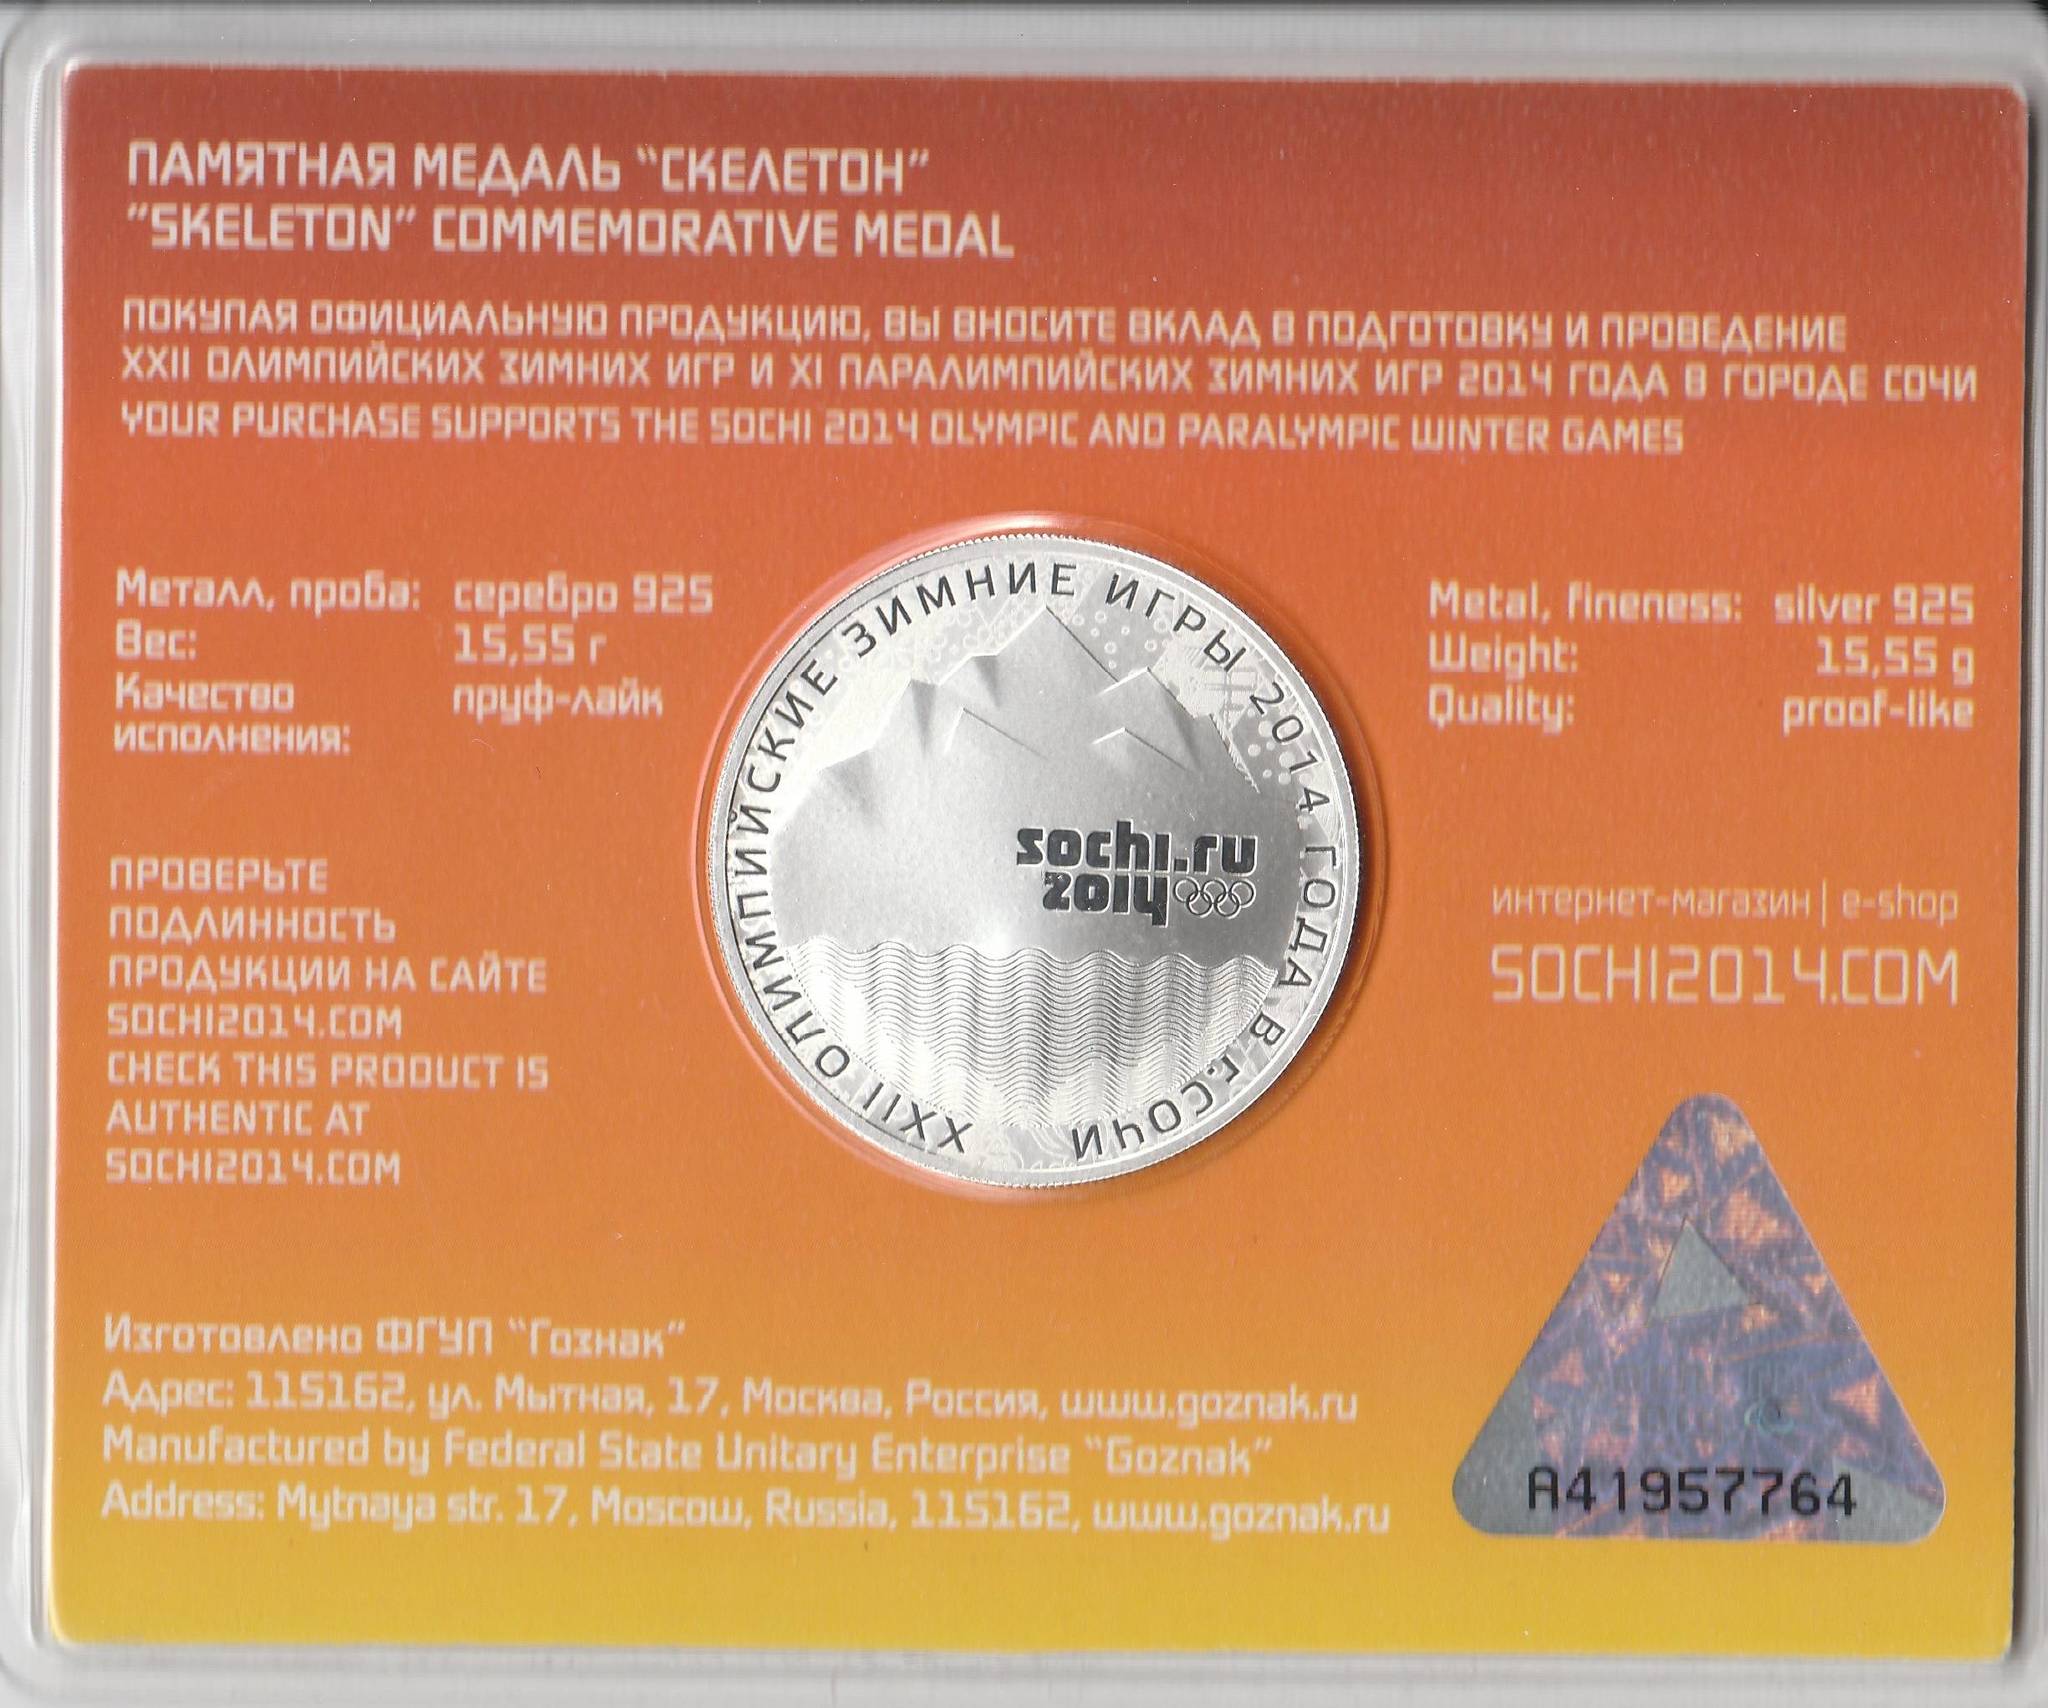 ПАМЯТНАЯ МЕДАЛЬ “СКЕЛЕТОН”
”SKELETON” COMMEMORATIVE MEDAL
ПОКУПАЯ ОФИЦИАЛЬНУЮ ПРОДУКЦИЮ, ВЫ ВНОСИТЕ ВКЛАД В ПОДГОТОВКУ И ПРОВЕДЕНИЕ
XXII ОЛИМПИЙСКИХ ЗИМНИХ ИГР И XI ПАРАЛИМПИЙСКИХ ЗИМНИХ ИГР 2014 ГОДА В ГОРОДЕ СОЧИ
YOUR PURCHASE SUPPORTS THE SOCHI 2014 OLYMPIC AND PARALYMPIC WINTER GAMES
Металл, проба: серебро 925
Вес: 15,55 г
Качество пруф-лайк
исполнения:
Metal, fineness: silver 925
Weight: 15,55 g
Quality: proof-like
XXII ОЛИМПИЙСКИЕ ЗИМНИЕ ИГРЫ 2014 ГОДА В Г.СОЧИ
sochi.ru
2014
ПРОВЕРЬТЕ
ПОДЛИННОСТЬ
ПРОДУКЦИИ НА САЙТЕ
SOCHI2014.COM
CHECK THIS PRODUCT IS
AUTHENTIC AT
SOCHI2014.COM
интернет-магазин | e-shop
SOCHI2014.COM
Изготовлено ФГУП “Гознак”
Адрес: 115162, ул. Мытная, 17, Москва, Россия, www.goznak.ru
Manufactured by Federal State Unitary Enterprise “Goznak”
Address: Mytnaya str. 17, Moscow, Russia, 115162, www.goznak.ru
A41957764